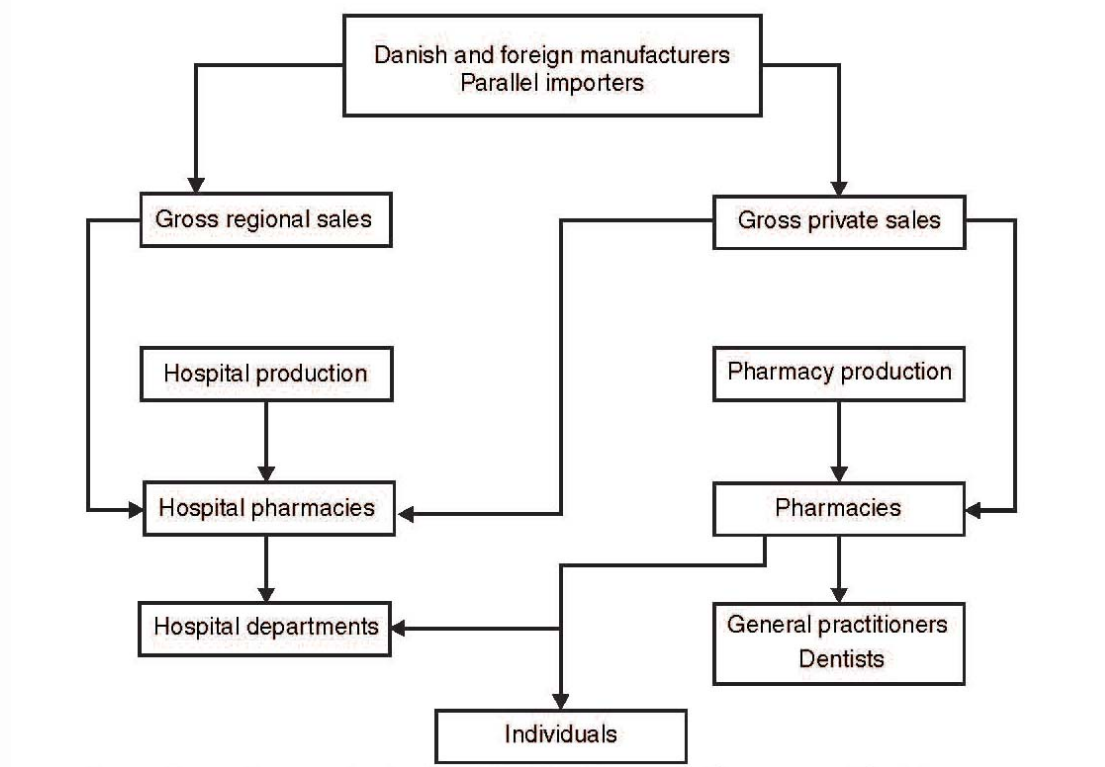 Danish and foreign manufacturers
Parallel importers
Gross regional sales
Gross private sales
Hospital production
Pharmacy production
Hospital pharmacies
Pharmacies
Hospital departments
General practitioners
Dentists
Individuals